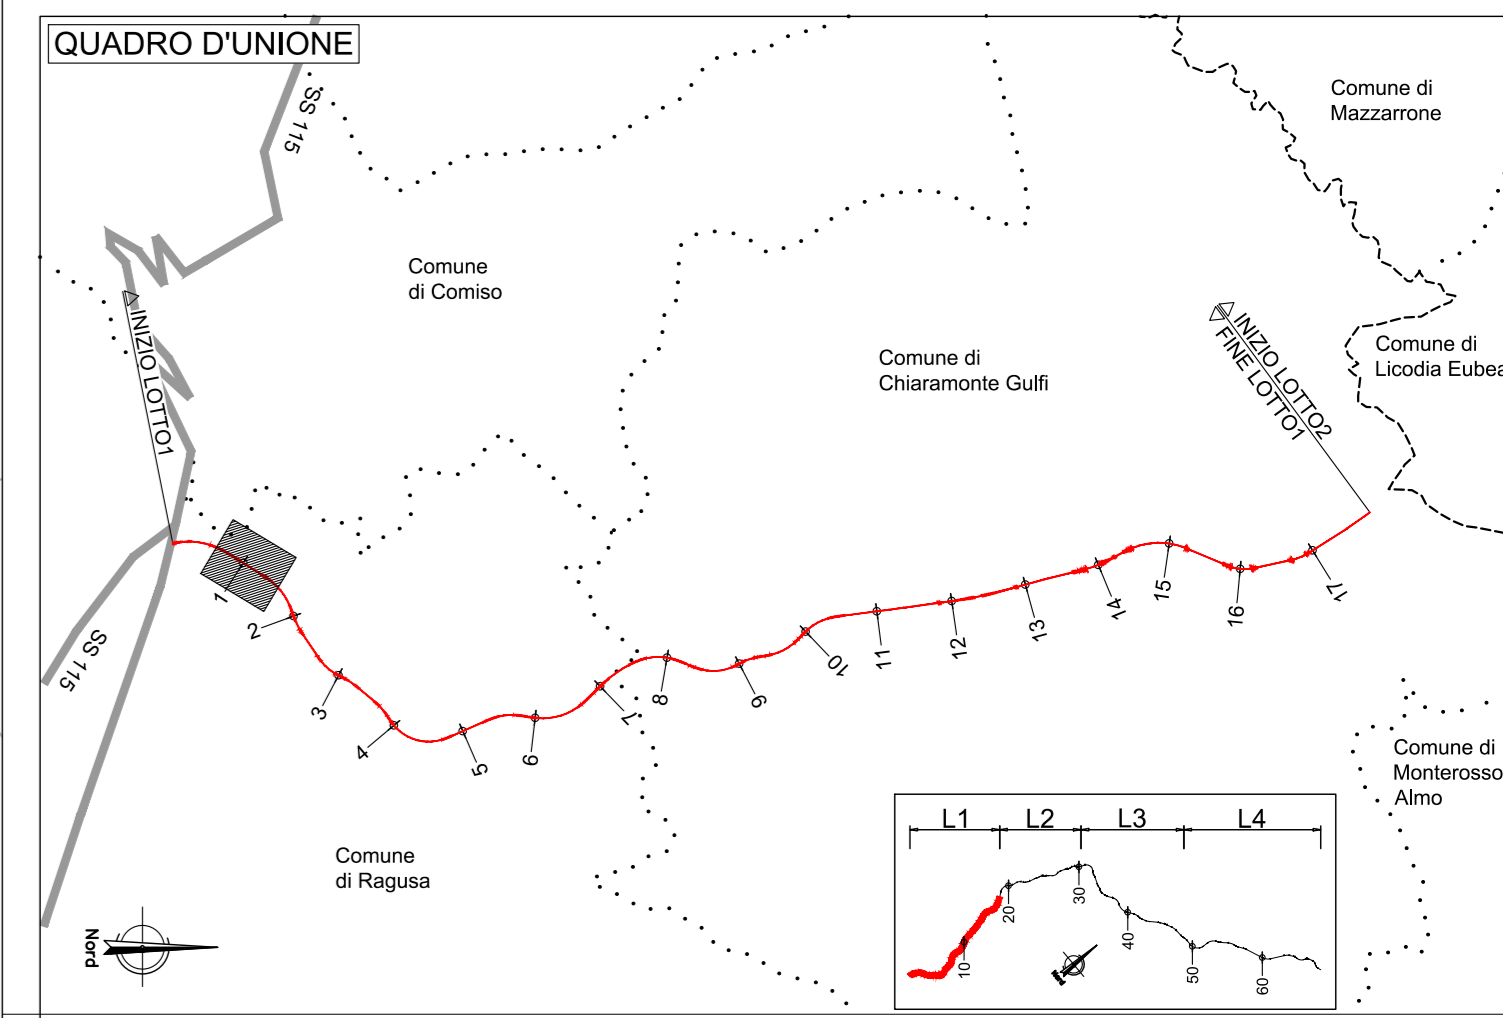 QUADRO D'UNIONE
SS 115
Comune di
Mazzarrone
Comune
di Comiso
INIZIO LOTTO1
Comune di
Chiaramonte Gulfi
INIZIO LOTTO2
FINE LOTTO1
Comune di
Licodia Eubea
SS 115
1
2
3
4
5
6
7
8
9
10
11
12
13
14
15
16
17
Comune di
Monterosso
Almo
Comune
di Ragusa
Nord
L1 L2 L3 L4
10
20
30
40
50
60
Nord